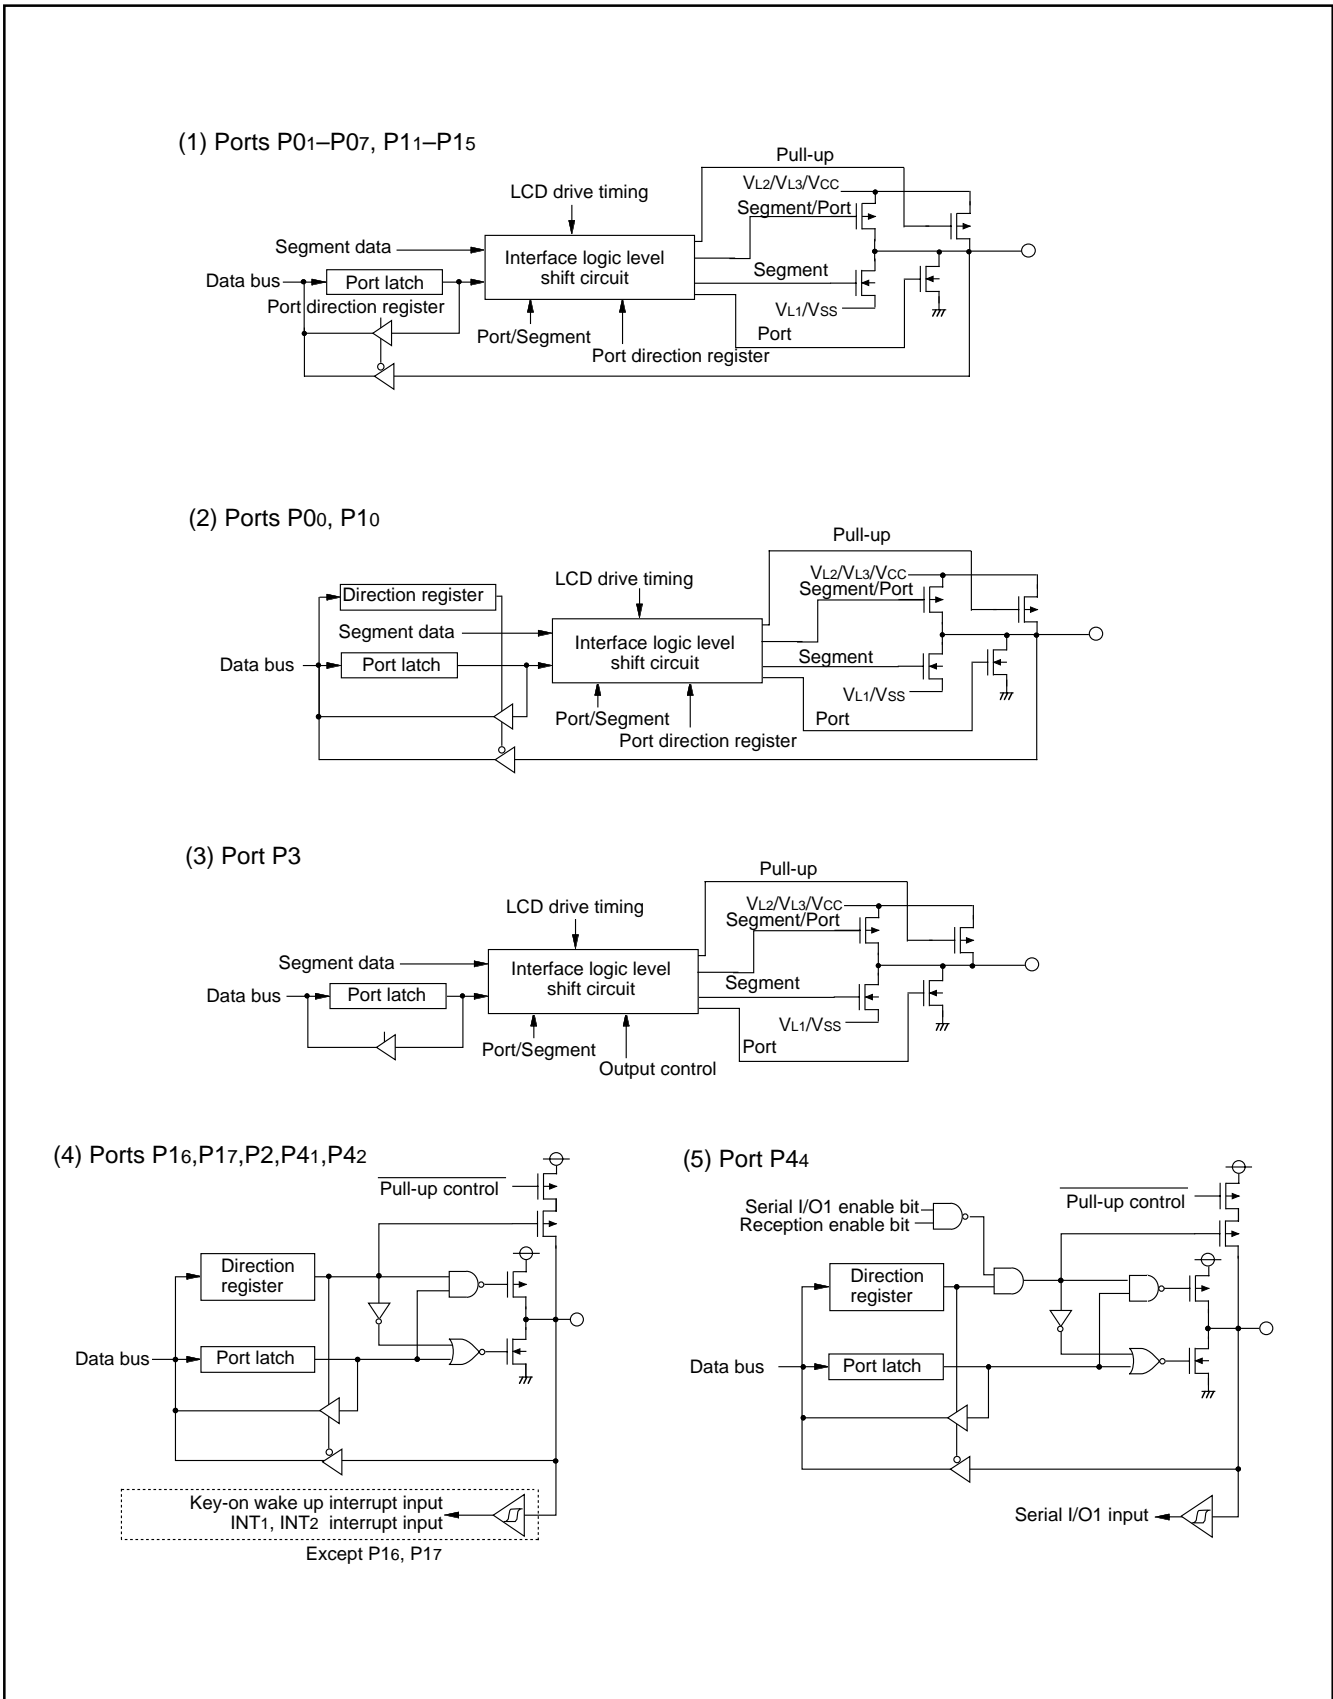 (1) Ports P01–P07, P11–P15
Pull-up
LCD drive timing
VL2/VL3/VCC
Segment/Port
Segment data
Interface logic level
shift circuit
Data bus
Port latch
Segment
Port direction register
VL1/VSS
Port/Segment
Port
Port direction register
(2) Ports P00, P10
Pull-up
LCD drive timing
VL2/VL3/VCC
Segment/Port
Direction register
Segment data
Interface logic level
shift circuit
Data bus
Port latch
Segment
VL1/VSS
Port/Segment
Port
Port direction register
(3) Port P3
Pull-up
LCD drive timing
VL2/VL3/VCC
Segment/Port
Segment data
Interface logic level
shift circuit
Data bus
Port latch
Segment
VL1/VSS
Port/Segment
Port
Output control
(4) Ports P16,P17,P2,P41,P42
Pull-up control
Direction
register
Data bus
Port latch
Key-on wake up interrupt input
INT1, INT2 interrupt input
Except P16, P17
(5) Port P44
Pull-up control
Serial I/O1 enable bit
Reception enable bit
Direction
register
Data bus
Port latch
Serial I/O1 input